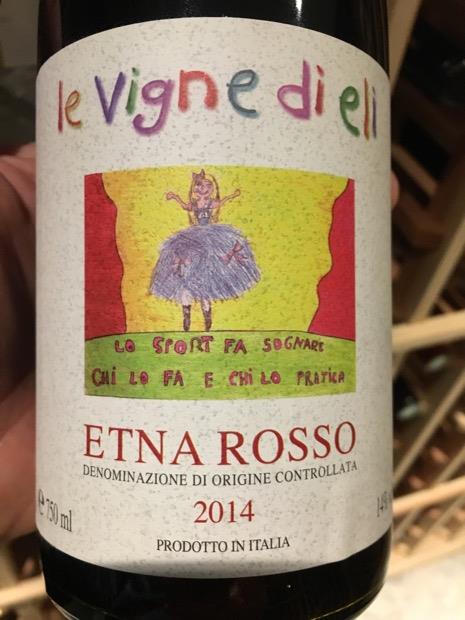 le vigne di eli
LO SPORT FA SOGNARE
CHI LO FA E CHI LO PRATICA
ETNA ROSSO
DENOMINAZIONE DI ORIGINE CONTROLLATA
2014
e 750 ml
PRODOTTO IN ITALIA